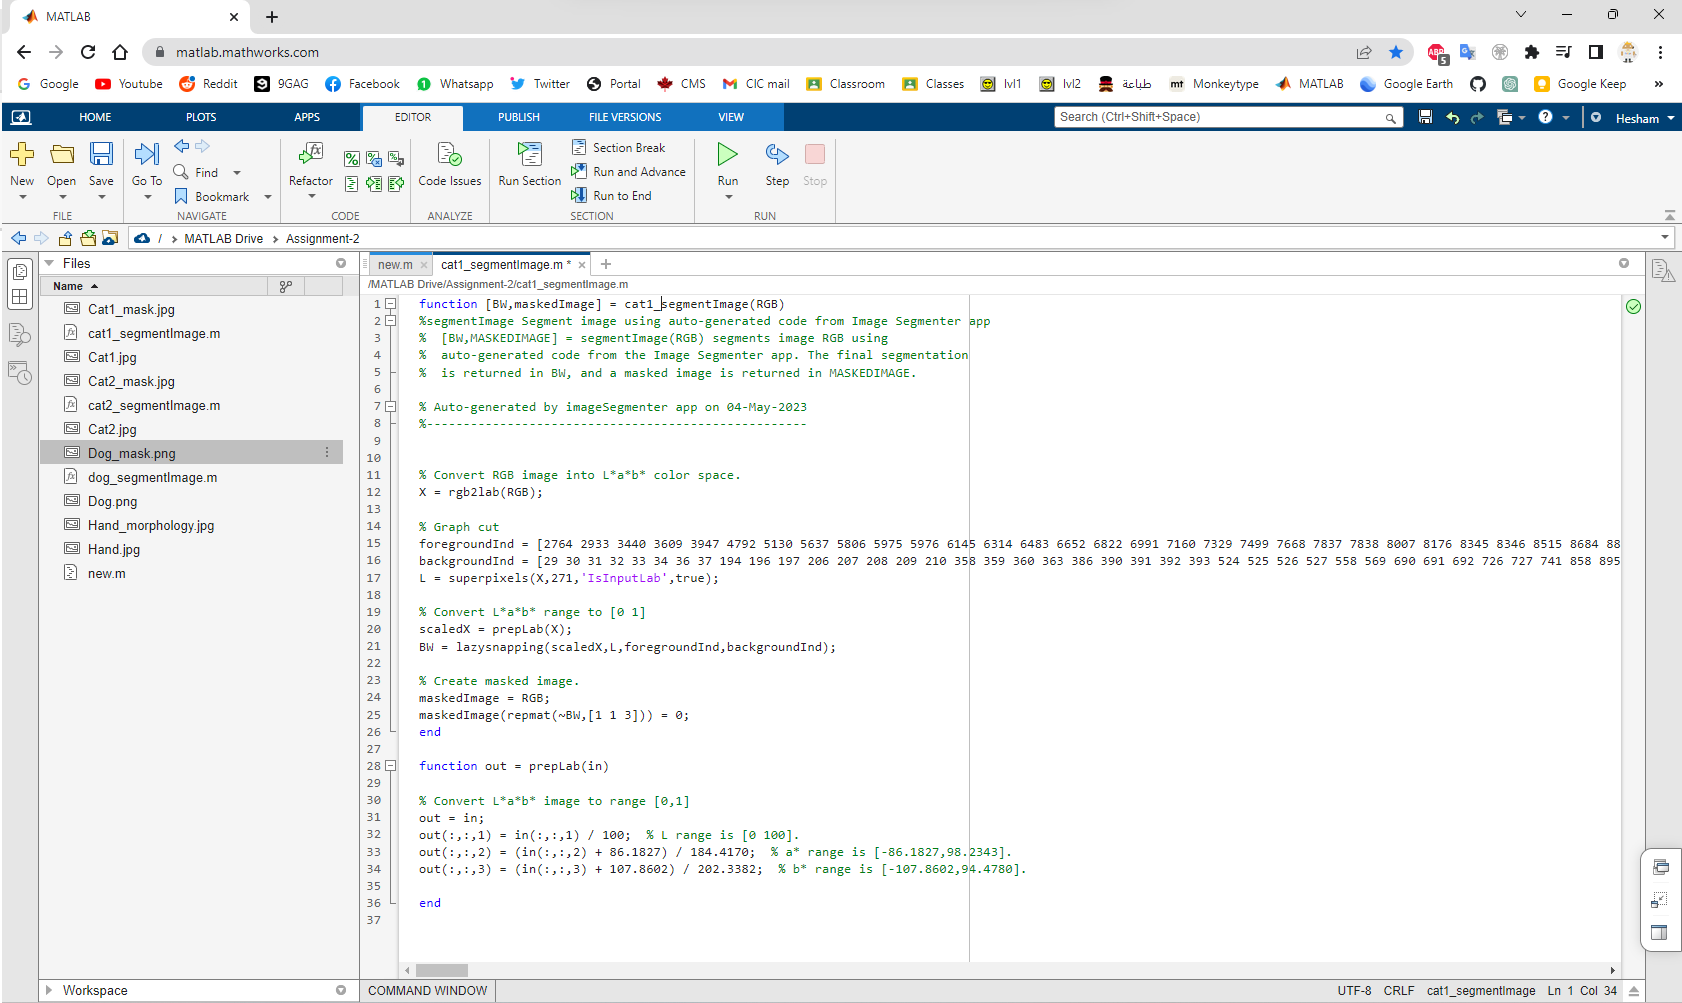 MATLAB
matlab.mathworks.com
ABP 5
Google Youtube Reddit 9GAG Facebook Whatsapp Twitter Portal CMS CIC mail Classroom Classes lvl1 lvl2 طباعة mt Monkeytype MATLAB Google Earth Google Keep »
HOME PLOTS APPS EDITOR PUBLISH FILE VERSIONS VIEW Search (Ctrl+Shift+Space) Hesham
New Open Save Go To Find Bookmark Refactor Code Issues Run Section Section Break Run and Advance Run to End Run Step Stop
FILE NAVIGATE CODE ANALYZE SECTION RUN
/ › MATLAB Drive › Assignment-2
Files
Name
Cat1_mask.jpg
cat1_segmentImage.m
Cat1.jpg
Cat2_mask.jpg
cat2_segmentImage.m
Cat2.jpg
Dog_mask.png
dog_segmentImage.m
Dog.png
Hand_morphology.jpg
Hand.jpg
new.m
Workspace
new.m cat1_segmentImage.m *
/MATLAB Drive/Assignment-2/cat1_segmentImage.m
1 function [BW,maskedImage] = cat1_segmentImage(RGB)
2 %segmentImage Segment image using auto-generated code from Image Segmenter app
3 %  [BW,MASKEDIMAGE] = segmentImage(RGB) segments image RGB using
4 %  auto-generated code from the Image Segmenter app. The final segmentation
5 %  is returned in BW, and a masked image is returned in MASKEDIMAGE.
6
7 % Auto-generated by imageSegmenter app on 04-May-2023
8 %----------------------------------------------------
9
10
11 % Convert RGB image into L*a*b* color space.
12 X = rgb2lab(RGB);
13
14 % Graph cut
15 foregroundInd = [2764 2933 3440 3609 3947 4792 5130 5637 5806 5975 5976 6145 6314 6483 6652 6822 6991 7160 7329 7499 7668 7837 7838 8007 8176 8345 8346 8515 8684 88
16 backgroundInd = [29 30 31 32 33 34 36 37 194 196 197 206 207 208 209 210 358 359 360 363 386 390 391 392 393 524 525 526 527 558 569 690 691 692 726 727 741 858 895
17 L = superpixels(X,271,'IsInputLab',true);
18
19 % Convert L*a*b* range to [0 1]
20 scaledX = prepLab(X);
21 BW = lazysnapping(scaledX,L,foregroundInd,backgroundInd);
22
23 % Create masked image.
24 maskedImage = RGB;
25 maskedImage(repmat(~BW,[1 1 3])) = 0;
26 end
27
28 function out = prepLab(in)
29
30 % Convert L*a*b* image to range [0,1]
31 out = in;
32 out(:,:,1) = in(:,:,1) / 100;  % L range is [0 100].
33 out(:,:,2) = (in(:,:,2) + 86.1827) / 184.4170;  % a* range is [-86.1827,98.2343].
34 out(:,:,3) = (in(:,:,3) + 107.8602) / 202.3382;  % b* range is [-107.8602,94.4780].
35
36 end
37
COMMAND WINDOW UTF-8 CRLF cat1_segmentImage Ln 1 Col 34